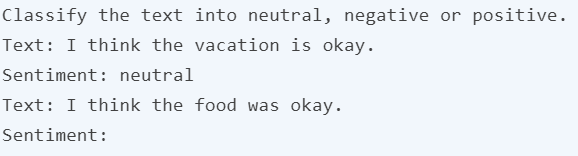 Classify the text into neutral, negative or positive.
Text: I think the vacation is okay.
Sentiment: neutral
Text: I think the food was okay.
Sentiment: